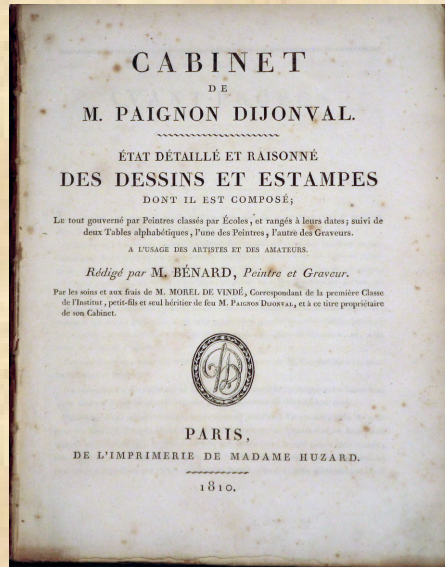 CABINET
DE
M. PAIGNON DIJONVAL.
ÉTAT DÉTAILLÉ ET RAISONNÉ
DES DESSINS ET ESTAMPES
DONT IL EST COMPOSÉ;
Le tout gouverné par Peintres classés par Écoles, et rangés à leurs dates; suivi de
deux Tables alphabétiques, l'une des Peintres, l'autre des Graveurs.
A L'USAGE DES ARTISTES ET DES AMATEURS.
Rédigé par M. BÉNARD, Peintre et Graveur.
Par les soins et aux frais de M. MOREL DE VINDÉ, Correspondant de la première Classe
de l'Institut, petit-fils et seul héritier de feu M. PAIGNON DIJONVAL, et à ce titre propriétaire
de son Cabinet.
PARIS,
DE L'IMPRIMERIE DE MADAME HUZARD.
1810.